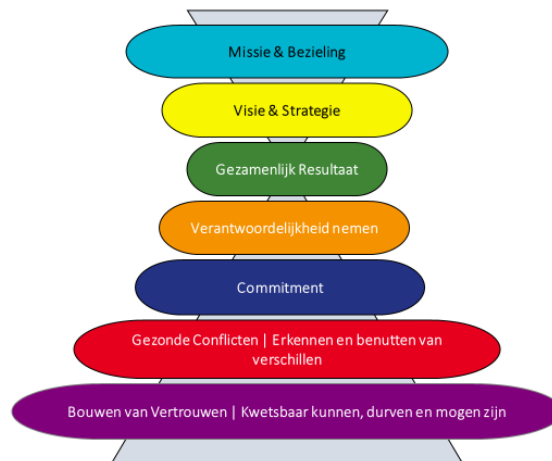 Missie & Bezieling
Visie & Strategie
Gezamenlijk Resultaat
Verantwoordelijkheid nemen
Commitment
Gezonde Conflicten | Erkennen en benutten van
verschillen
Bouwen van Vertrouwen | Kwetsbaar kunnen, durven en mogen zijn